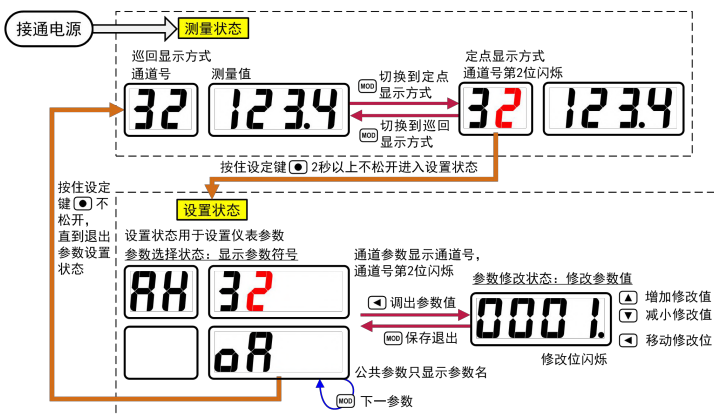 接通电源
测量状态
巡回显示方式
通道号
测量值
32
123.4
MOD 切换到定点
显示方式
MOD 切换到巡回
显示方式
定点显示方式
通道号第2位闪烁
32
123.4
按住设定键 2秒以上不松开进入设置状态
按住设定
键 不
松开，
直到退出
参数设置
状态
设置状态
设置状态用于设置仪表参数
参数选择状态：显示参数符号
AH
32
通道参数显示通道号，
通道号第2位闪烁
调出参数值
MOD 保存退出
oA
公共参数只显示参数名
MOD 下一参数
参数修改状态：修改参数值
0001.
修改位闪烁
增加修改值
减小修改值
移动修改位